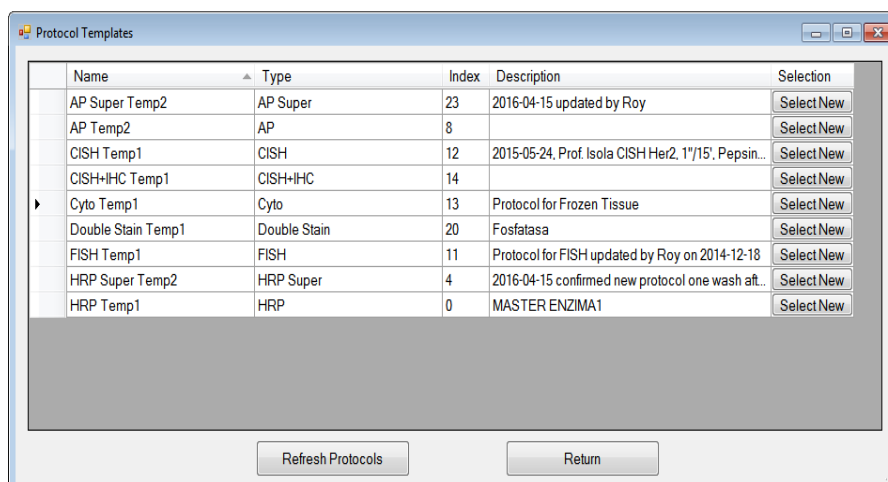 Protocol Templates
Name Type Index Description Selection
AP Super Temp2 AP Super 23 2016-04-15 updated by Roy Select New
AP Temp2 AP 8 Select New
CISH Temp1 CISH 12 2015-05-24, Prof. Isola CISH Her2, 1"/15', Pepsin... Select New
CISH+IHC Temp1 CISH+IHC 14 Select New
Cyto Temp1 Cyto 13 Protocol for Frozen Tissue Select New
Double Stain Temp1 Double Stain 20 Fosfatasa Select New
FISH Temp1 FISH 11 Protocol for FISH updated by Roy on 2014-12-18 Select New
HRP Super Temp2 HRP Super 4 2016-04-15 confirmed new protocol one wash aft... Select New
HRP Temp1 HRP 0 MASTER ENZIMA1 Select New
Refresh Protocols Return